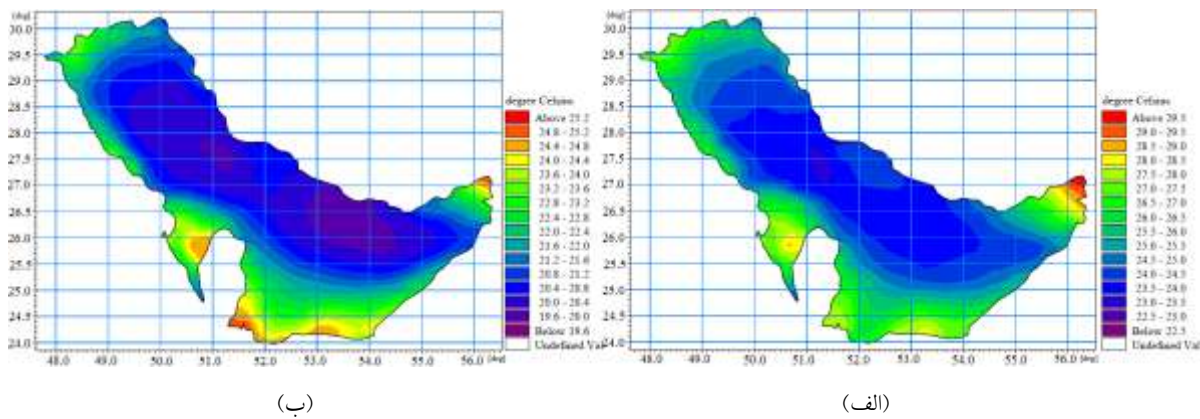 [deg]
30.0
29.5
29.0
28.5
28.0
27.5
27.0
26.5
26.0
25.5
25.0
24.5
24.0
48.0 49.0 50.0 51.0 52.0 53.0 54.0 55.0 56.0 [deg]
degree Celsius
Above 25.2
24.8 - 25.2
24.4 - 24.8
24.0 - 24.4
23.6 - 24.0
23.2 - 23.6
22.8 - 23.2
22.4 - 22.8
22.0 - 22.4
21.6 - 22.0
21.2 - 21.6
20.8 - 21.2
20.4 - 20.8
20.0 - 20.4
19.6 - 20.0
Below 19.6
Undefined Val
(ب)
[deg]
30.0
29.5
29.0
28.5
28.0
27.5
27.0
26.5
26.0
25.5
25.0
24.5
24.0
48.0 49.0 50.0 51.0 52.0 53.0 54.0 55.0 56.0 [deg]
degree Celsius
Above 29.5
29.0 - 29.5
28.5 - 29.0
28.0 - 28.5
27.5 - 28.0
27.0 - 27.5
26.5 - 27.0
26.0 - 26.5
25.5 - 26.0
25.0 - 25.5
24.5 - 25.0
24.0 - 24.5
23.5 - 24.0
23.0 - 23.5
22.5 - 23.0
Below 22.5
Undefined Val
(الف)